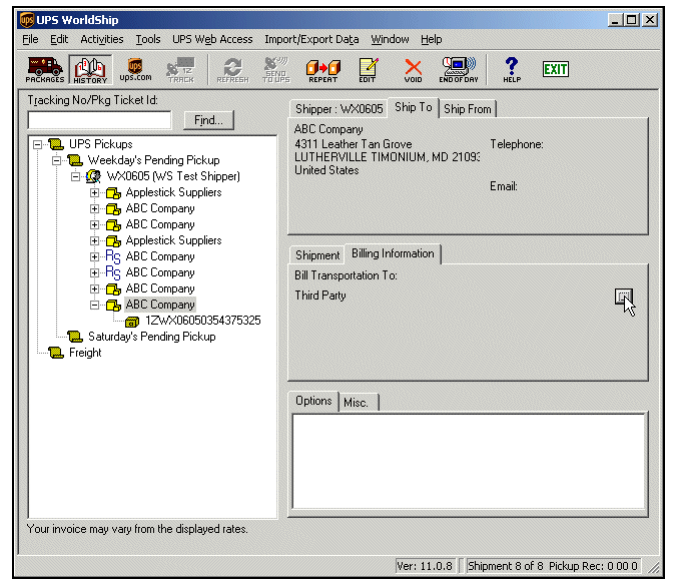 UPS WorldShip
File Edit Activities Tools UPS Web Access Import/Export Data Window Help
PACKAGES HISTORY ups.com 1Z TRACK REFRESH SEND TO UPS REPEAT EDIT VOID END OF DAY HELP EXIT
Tracking No/Pkg Ticket Id:
Find...
UPS Pickups
Weekday's Pending Pickup
WX0605 (WS Test Shipper)
Applestick Suppliers
ABC Company
ABC Company
Applestick Suppliers
RS ABC Company
RS ABC Company
ABC Company
ABC Company
1ZWX06050354375325
Saturday's Pending Pickup
Freight
Shipper : WX0605 Ship To Ship From
ABC Company
4311 Leather Tan Grove Telephone:
LUTHERVILLE TIMONIUM, MD 2109
United States
Email:
Shipment Billing Information
Bill Transportation To:
Third Party
Options Misc.
Your invoice may vary from the displayed rates.
Ver: 11.0.8 Shipment 8 of 8 Pickup Rec: 0 00 0